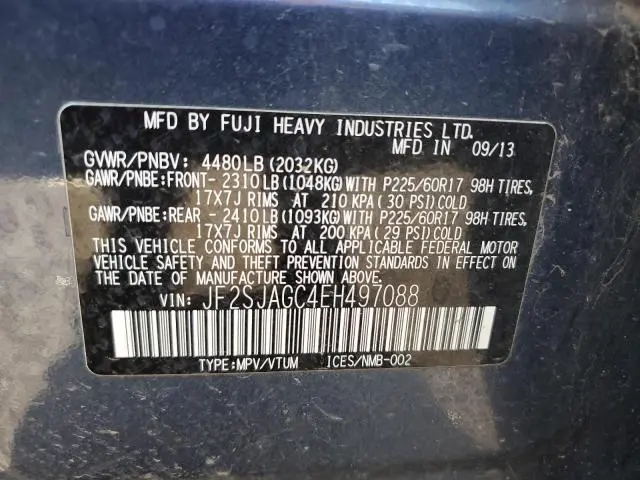 MFD BY FUJI HEAVY INDUSTRIES LTD.
MFD IN 09/13
GVWR/PNBV: 4480LB(2032KG)
GAWR/PNBE:FRONT- 2310LB(1048KG)WITH P225/60R17 98H TIRES,
17X7J RIMS AT 210 KPA(30 PSI)COLD
GAWR/PNBE:REAR - 2410LB(1093KG)WITH P225/60R17 98H TIRES,
17X7J RIMS AT 200 KPA(29 PSI)COLD
THIS VEHICLE CONFORMS TO ALL APPLICABLE FEDERAL MOTOR
VEHICLE SAFETY AND THEFT PREVENTION STANDARDS IN EFFECT ON
THE DATE OF MANUFACTURE SHOWN ABOVE.
VIN: JF2SJAGC4EH497088
TYPE:MPV/VTUM ICES/NMB-002